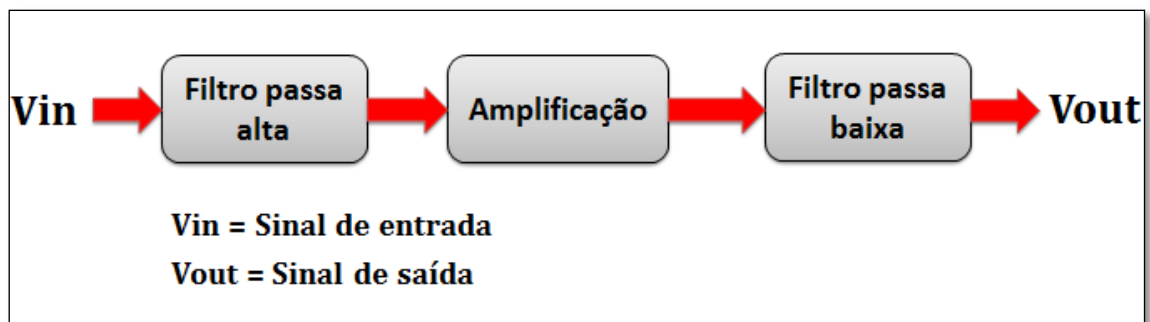 Vin
Filtro passa
alta
Amplificação
Filtro passa
baixa
Vout
Vin = Sinal de entrada
Vout = Sinal de saída